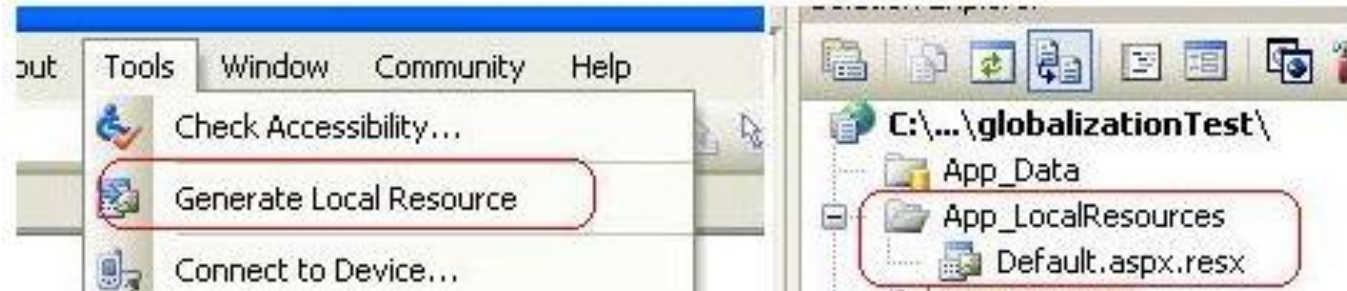 out Tools Window Community Help
Check Accessibility...
Generate Local Resource
Connect to Device...
C:\...\globalizationTest\
App_Data
App_LocalResources
Default.aspx.resx